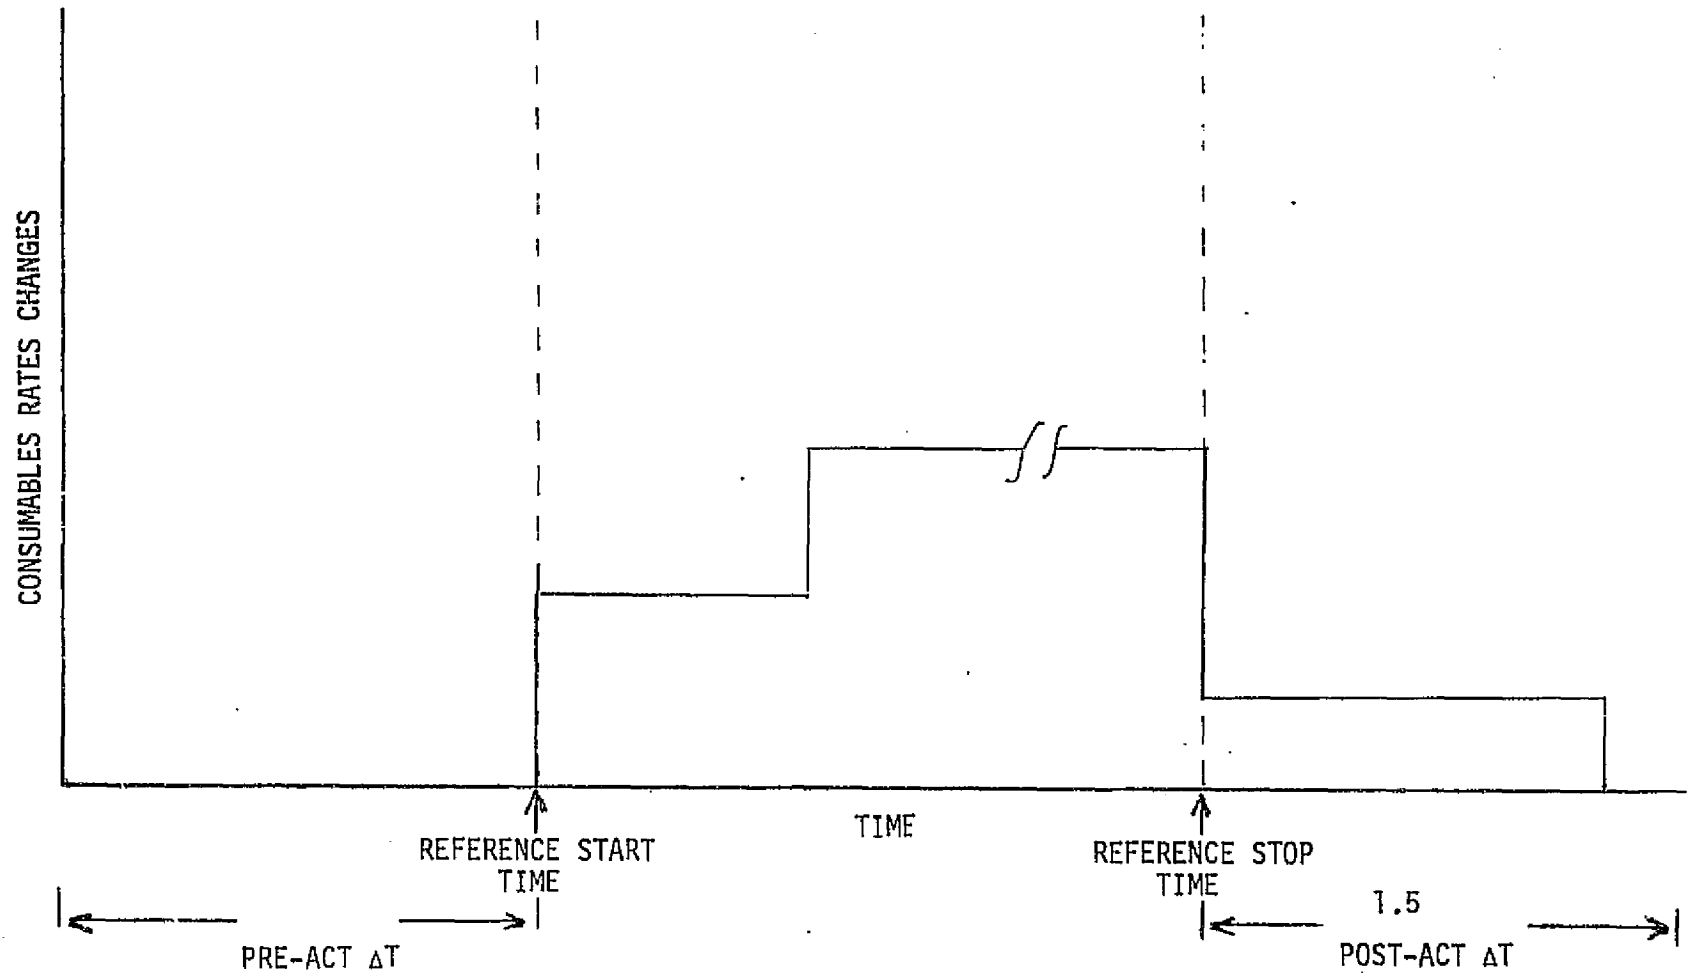 CONSUMABLES RATES CHANGES
TIME
REFERENCE START
TIME
REFERENCE STOP
TIME
1.5
PRE-ACT ΔT
POST-ACT ΔT